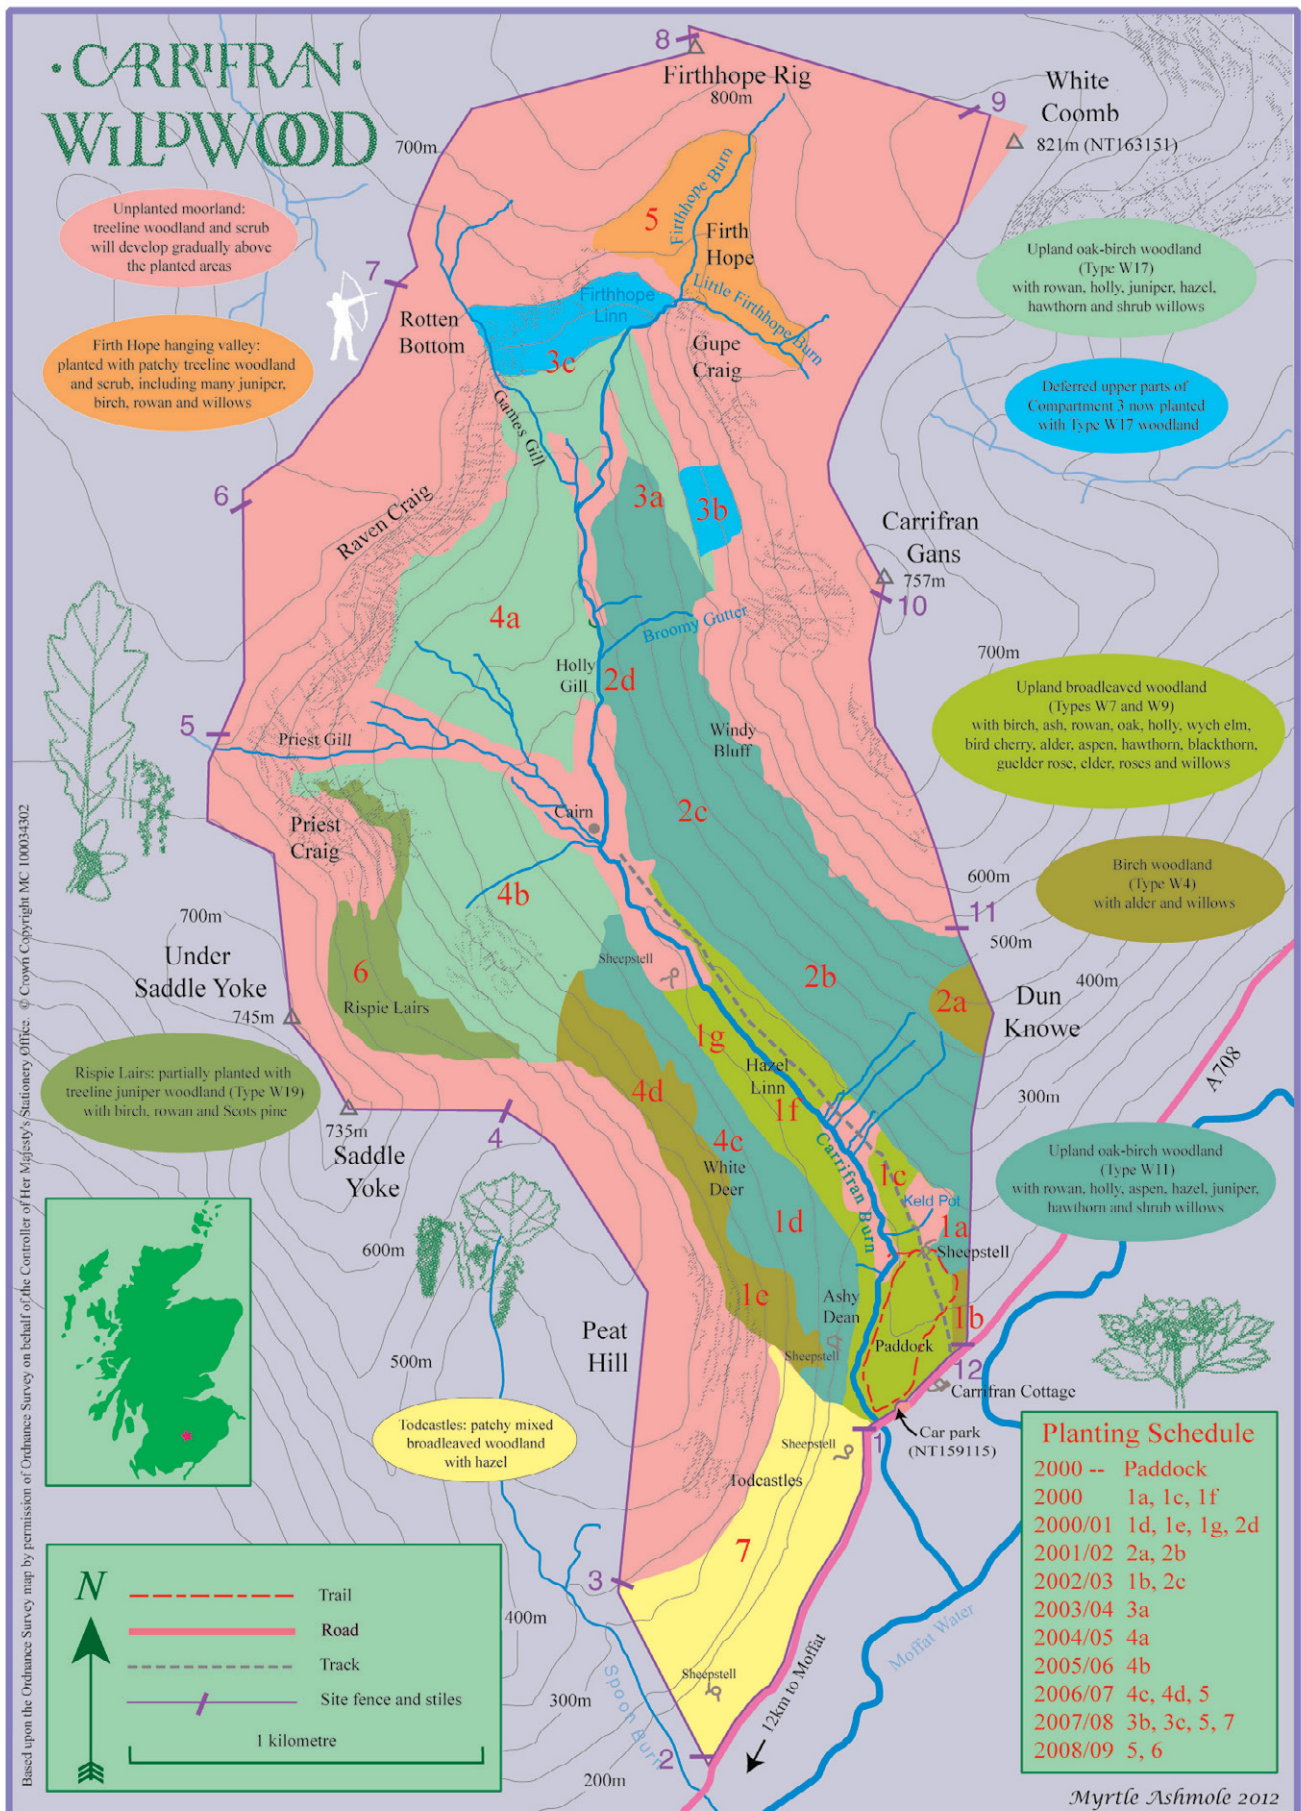 · CARRIFRAN ·
WILDWOOD
8
Firthhope Rig
800m
9
White
Coomb
821m (NT163151)
700m
Unplanted moorland:
treeline woodland and scrub
will develop gradually above
the planted areas
5
Firthhope Burn
Firth
Hope
Upland oak-birch woodland
(Type W17)
with rowan, holly, juniper, hazel,
hawthorn and shrub willows
7
Firthhope
Linn
Little Firthhope Burn
Rotten
Bottom
Gupe
Craig
3c
Firth Hope hanging valley:
planted with patchy treeline woodland
and scrub, including many juniper,
birch, rowan and willows
Deferred upper parts of
Compartment 3 now planted
with Type W17 woodland
Games Gill
6
Raven Craig
3a
3b
Carrifran
Gans
757m
10
4a
Broomy Gutter
Holly
Gill
2d
700m
Upland broadleaved woodland
(Types W7 and W9)
with birch, ash, rowan, oak, holly, wych elm,
bird cherry, alder, aspen, hawthorn, blackthorn,
guelder rose, elder, roses and willows
5
Priest Gill
Windy
Bluff
2c
Cairn
Priest
Craig
600m
Birch woodland
(Type W4)
with alder and willows
4b
11
500m
700m
Under
Saddle Yoke
745m
Sheepstell
6
Rispie Lairs
2b
400m
2a
Dun
Knowe
1g
Hazel
Linn
A708
Rispie Lairs: partially planted with
treeline juniper woodland (Type W19)
with birch, rowan and Scots pine
4d
1f
300m
735m
4
Saddle
Yoke
4c
White
Deer
Carrifran Burn
1c
Upland oak-birch woodland
(Type W11)
with rowan, holly, aspen, hazel, juniper,
hawthorn and shrub willows
Keld Pot
1d
1a
Sheepstell
600m
1e
Ashy
Dean
1b
Peat
Hill
Sheepstell
Paddock
12
500m
Carrifran Cottage
Todcastles: patchy mixed
broadleaved woodland
with hazel
Sheepstell
1
Car park
(NT159115)
Todcastles
7
3
400m
Sheepstell
Spoon Burn
300m
2
200m
12km to Moffat
Moffat Water
Planting Schedule
2000 -- Paddock
2000 1a, 1c, 1f
2000/01 1d, 1e, 1g, 2d
2001/02 2a, 2b
2002/03 1b, 2c
2003/04 3a
2004/05 4a
2005/06 4b
2006/07 4c, 4d, 5
2007/08 3b, 3c, 5, 7
2008/09 5, 6
N
Trail
Road
Track
Site fence and stiles
1 kilometre
Myrtle Ashmole 2012
Based upon the Ordnance Survey map by permission of Ordnance Survey on behalf of the Controller of Her Majesty's Stationery Office. © Crown Copyright MC 100034302